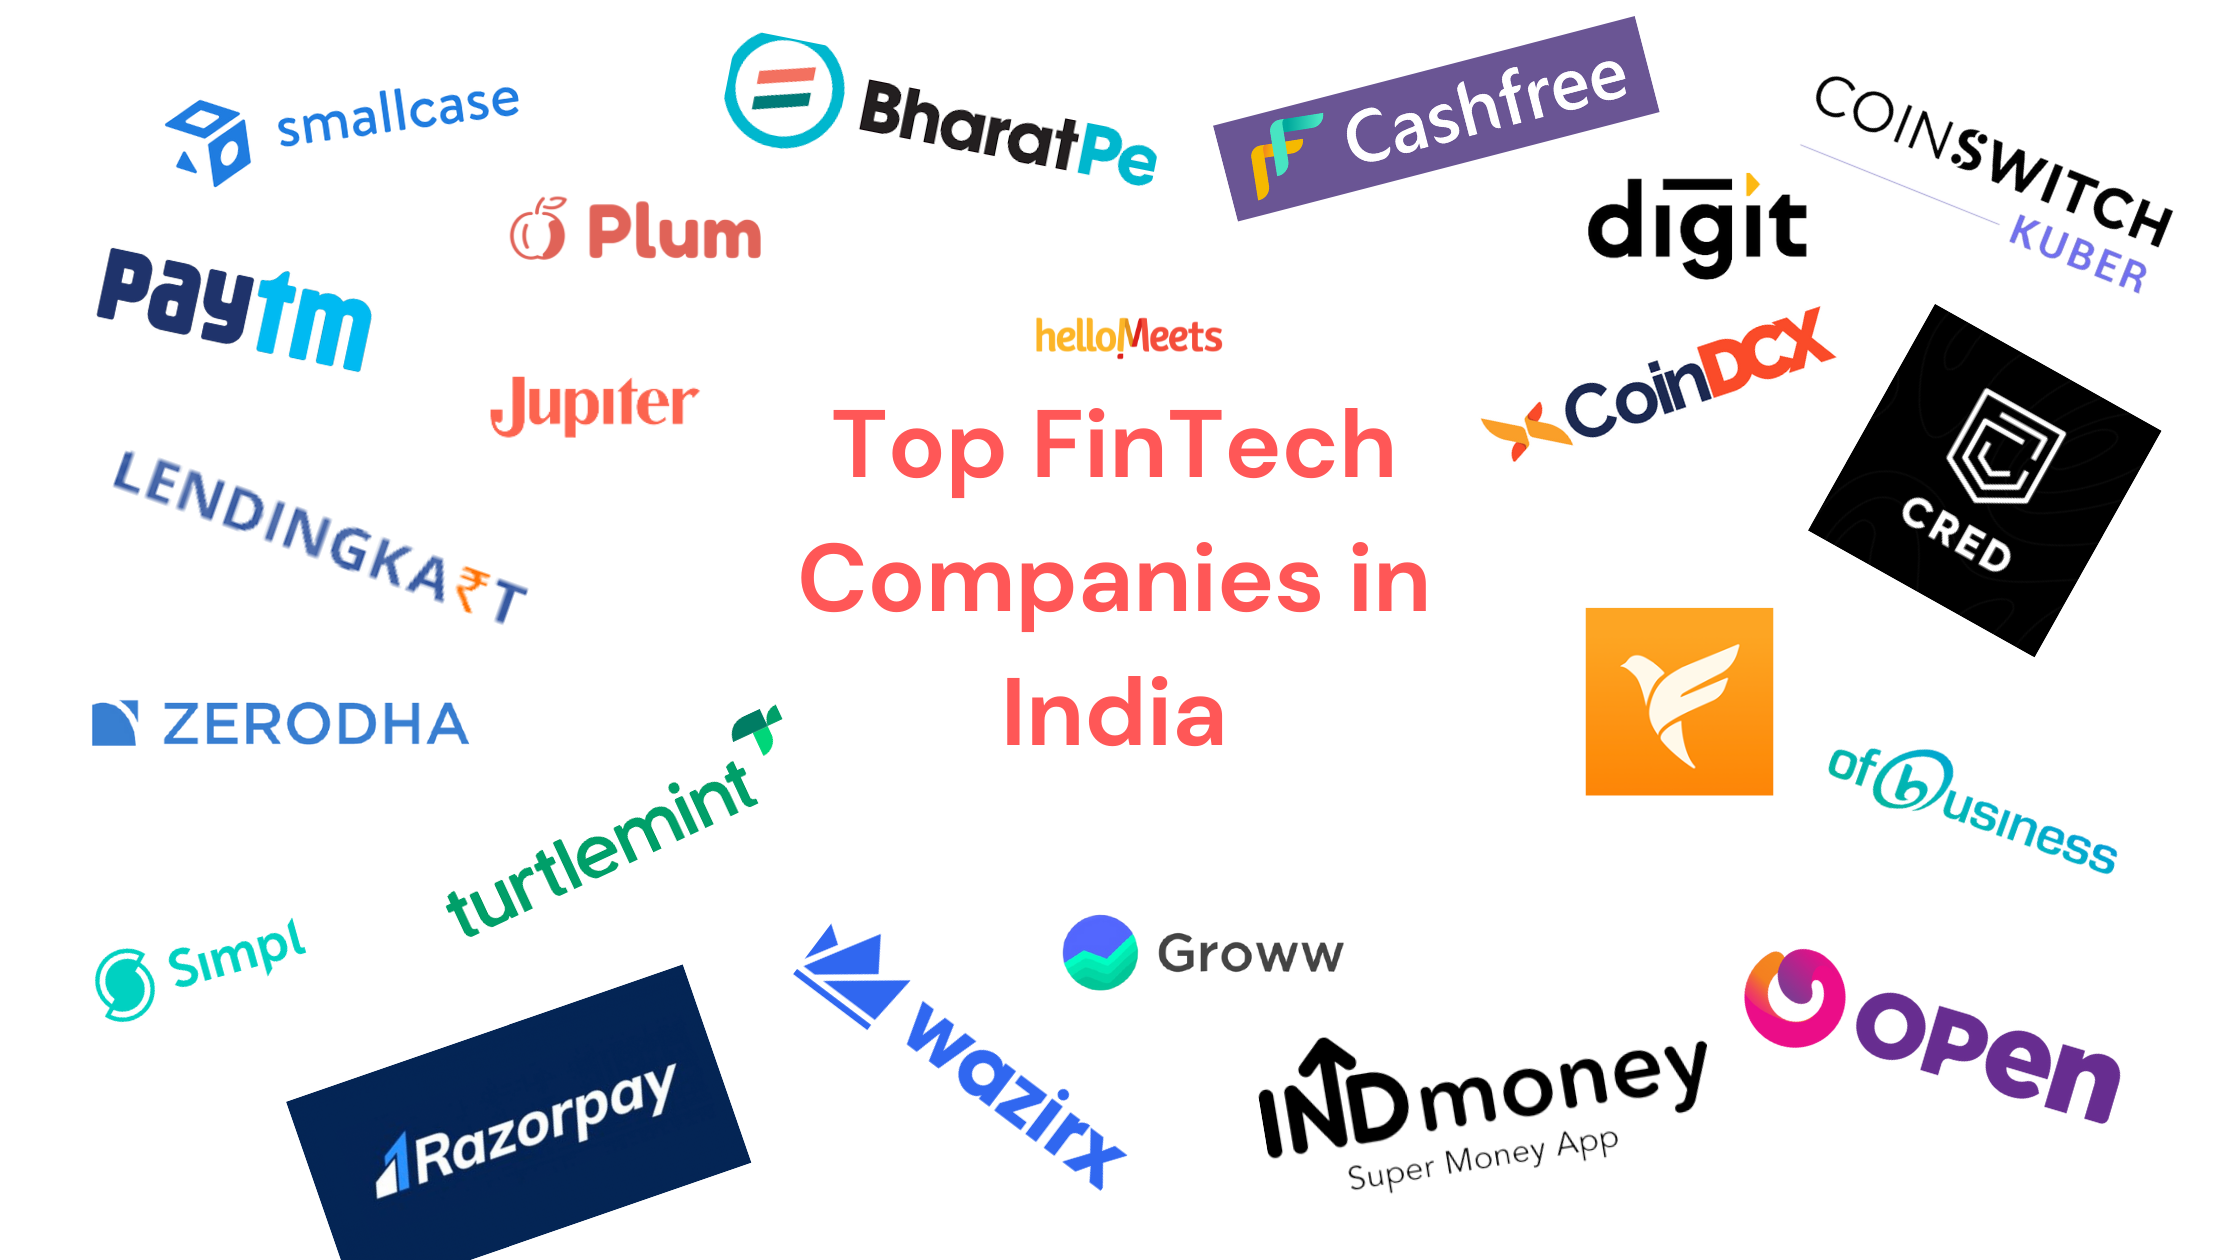 smallcase
BharatPe
Cashfree
COINSWITCH
KUBER
Plum
digit
paytm
helloMeets
CoinDCX
Jupiter
Top FinTech
Companies in
India
CRED
LENDINGKA₹T
ZERODHA
turtlemint
ofBusiness
Simpl
Groww
wazirx
OPEN
Razorpay
INDmoney
Super Money App